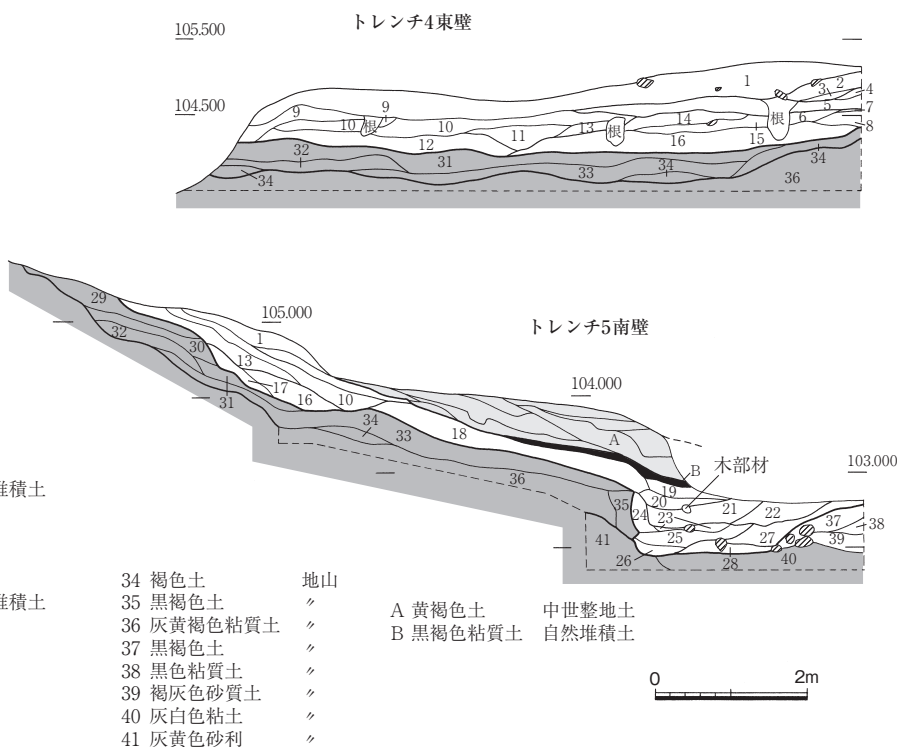 トレンチ4東壁
105.500
104.500
1
2
3
4
5
7
6
8
9
9
10
根
10
11
13
根
14
根
15
16
12
32
31
34
33
34
34
36
トレンチ5南壁
105.000
104.000
103.000
29
1
32
30
13
17
31
16
10
34
33
18
A
B
木部材
36
19
20
21
22
35
24
23
37
38
25
27
39
41
26
28
40
堆積土
堆積土
34 褐色土 地山
35 黒褐色土 〃
36 灰黄褐色粘質土 〃
37 黒褐色土 〃
38 黒色粘質土 〃
39 褐灰色砂質土 〃
40 灰白色粘土 〃
41 灰黄色砂利 〃
A 黄褐色土 中世整地土
B 黒褐色粘質土 自然堆積土
0 2m